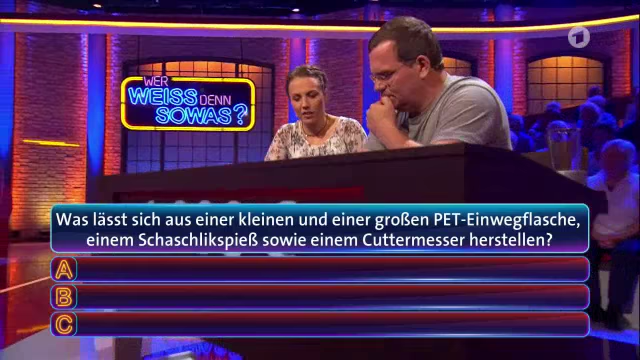 WER
WEISS DENN
SOWAS?
1
Was lässt sich aus einer kleinen und einer großen PET-Einwegflasche,
einem Schaschlikspieß sowie einem Cuttermesser herstellen?
A
B
C